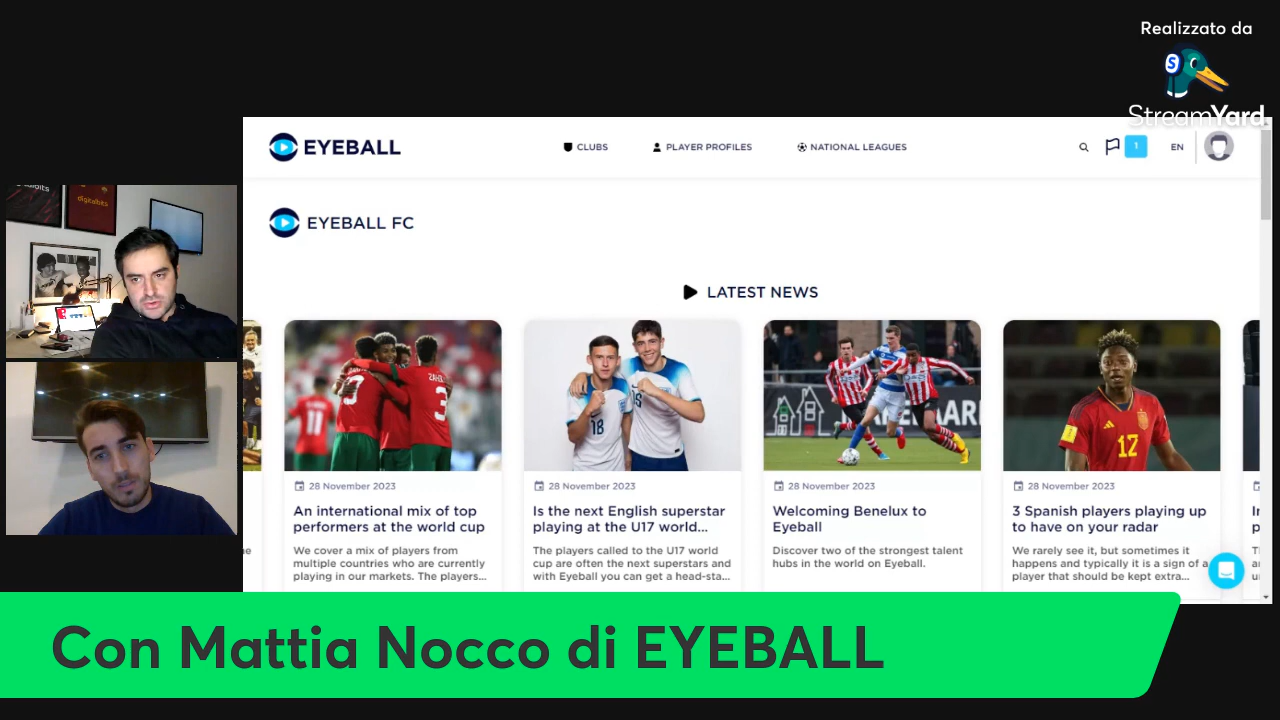 Realizzato da
StreamYard
EYEBALL
CLUBS
PLAYER PROFILES
NATIONAL LEAGUES
1
EN
EYEBALL FC
LATEST NEWS
28 November 2023
An international mix of top
performers at the world cup
We cover a mix of players from
multiple countries who are currently
playing in our markets. The players...
28 November 2023
Is the next English superstar
playing at the U17 world...
The players called to the U17 world
cup are often the next superstars and
with Eyeball you can get a head-sta...
28 November 2023
Welcoming Benelux to
Eyeball
Discover two of the strongest talent
hubs in the world on Eyeball.
28 November 2023
3 Spanish players playing up
to have on your radar
We rarely see it, but sometimes it
happens and typically it is a sign of a
player that should be kept extra...
digitalbits
11
3
18
12
Con Mattia Nocco di EYEBALL